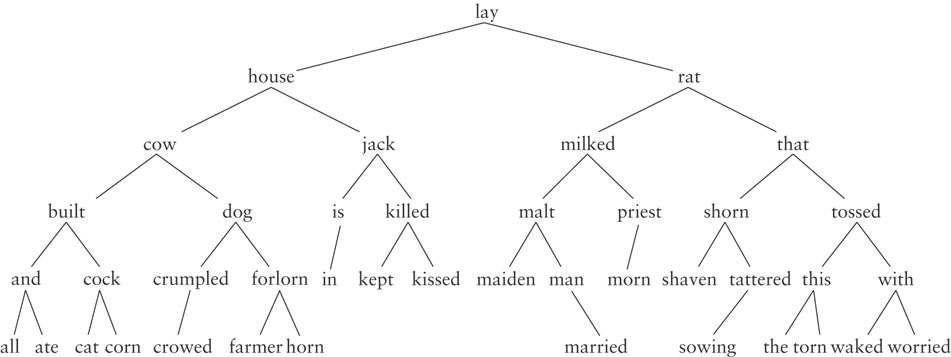 lay
house rat
cow jack milked that
built dog is killed malt priest shorn tossed
and cock crumpled forlorn in kept kissed maiden man morn shaven tattered this with
all ate cat corn crowed farmer horn married sowing the torn waked worried